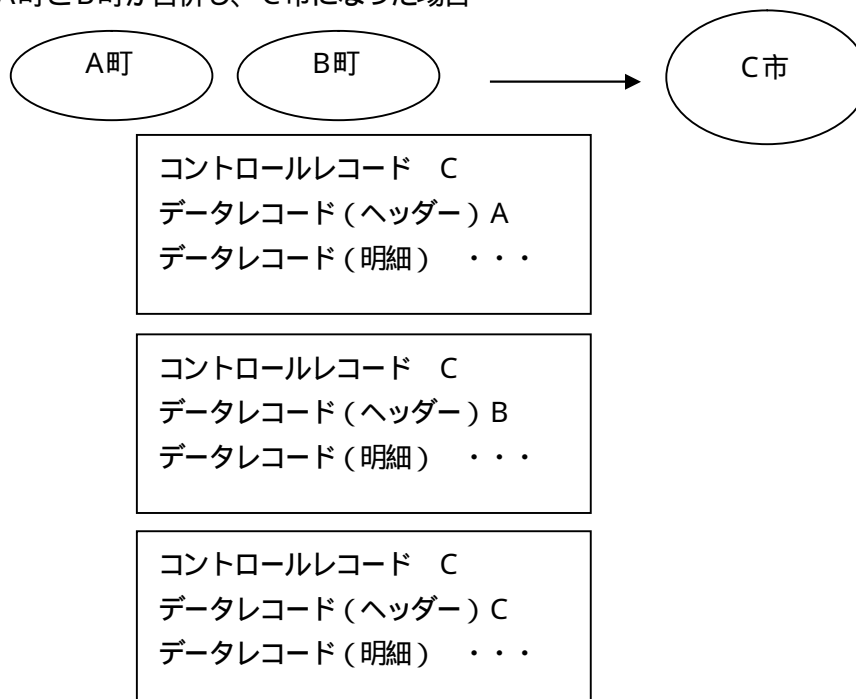 A町とB町が合併し、C市になった場合
A町 B町 C市
コントロールレコード　C
データレコード（ヘッダー）A
データレコード（明細）　・・・
コントロールレコード　C
データレコード（ヘッダー）B
データレコード（明細）　・・・
コントロールレコード　C
データレコード（ヘッダー）C
データレコード（明細）　・・・